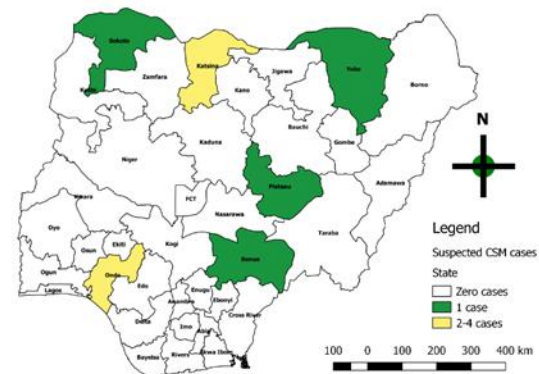 Sokoto
Katsina
Yobe
Zamfara
Jigawa
Kano
Borno
Kebbi
Bauchi
Kaduna
Gombe
N
Niger
Plateau
Adamawa
FCT
Kwara
Nasarawa
Taraba
Oyo
Kogi
Benue
Osun
Ekiti
Ondo
Edo
Ogun
Lagos
Enugu
Anambra
Ebonyi
Cross River
Delta
Imo
Abia
Bayelsa
Rivers
Akwa Ibom
Legend
Suspected CSM cases
State
Zero cases
1 case
2-4 cases
100 0 100 200 300 400 km